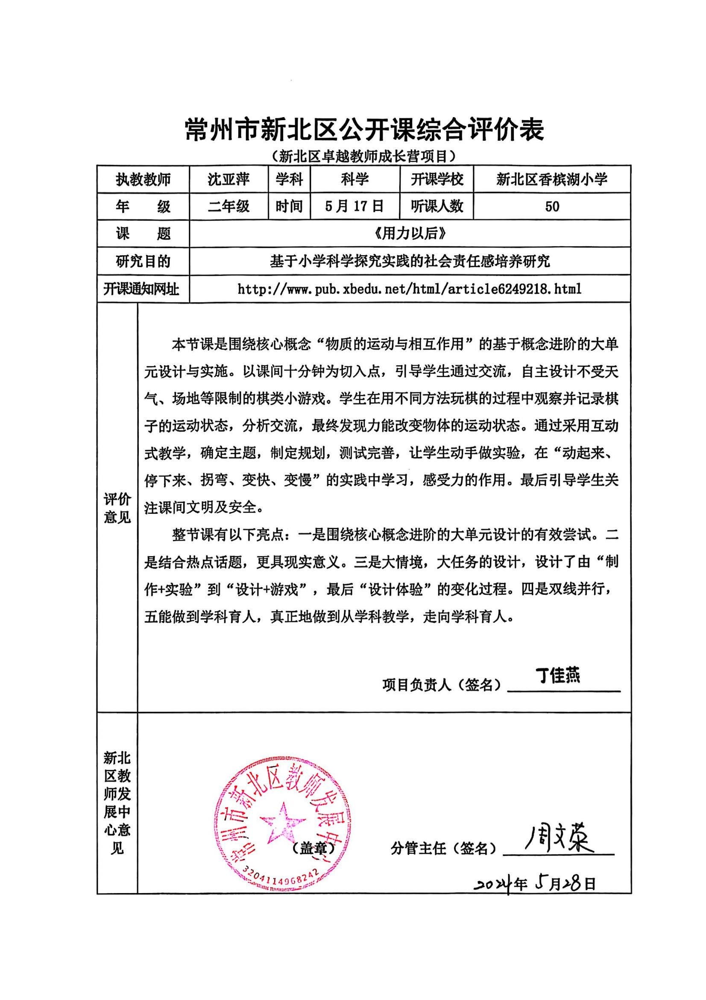 常州市新北区公开课综合评价表
（新北区卓越教师成长营项目）
执教教师 沈亚萍 学科 科学 开课学校 新北区香槟湖小学
年 级 二年级 时间 5月17日 听课人数 50
课 题 《用力以后》
研究目的 基于小学科学探究实践的社会责任感培养研究
开课通知网址 http://www.pub.xbedu.net/html/article6249218.html
评价
意见
本节课是围绕核心概念“物质的运动与相互作用”的基于概念进阶的大单
元设计与实施。以课间十分钟为切入点，引导学生通过交流，自主设计不受天
气、场地等限制的棋类小游戏。学生在用不同方法玩棋的过程中观察并记录棋
子的运动状态，分析交流，最终发现力能改变物体的运动状态。通过采用互动
式教学，确定主题，制定规划，测试完善，让学生动手做实验，在“动起来、
停下来、拐弯、变快、变慢”的实践中学习，感受力的作用。最后引导学生关
注课间文明及安全。
整节课有以下亮点：一是围绕核心概念进阶的大单元设计的有效尝试。二
是结合热点话题，更具现实意义。三是大情境，大任务的设计，设计了由“制
作+实验”到“设计+游戏”，最后“设计体验”的变化过程。四是双线并行，
五能做到学科育人，真正地做到从学科教学，走向学科育人。
项目负责人（签名） 丁佳燕
新北
区教
师发
展中
心意
见
常州市新北区教师发展中心
3204114968242
（盖章） 分管主任（签名） 周文荣
2024年 5月28日